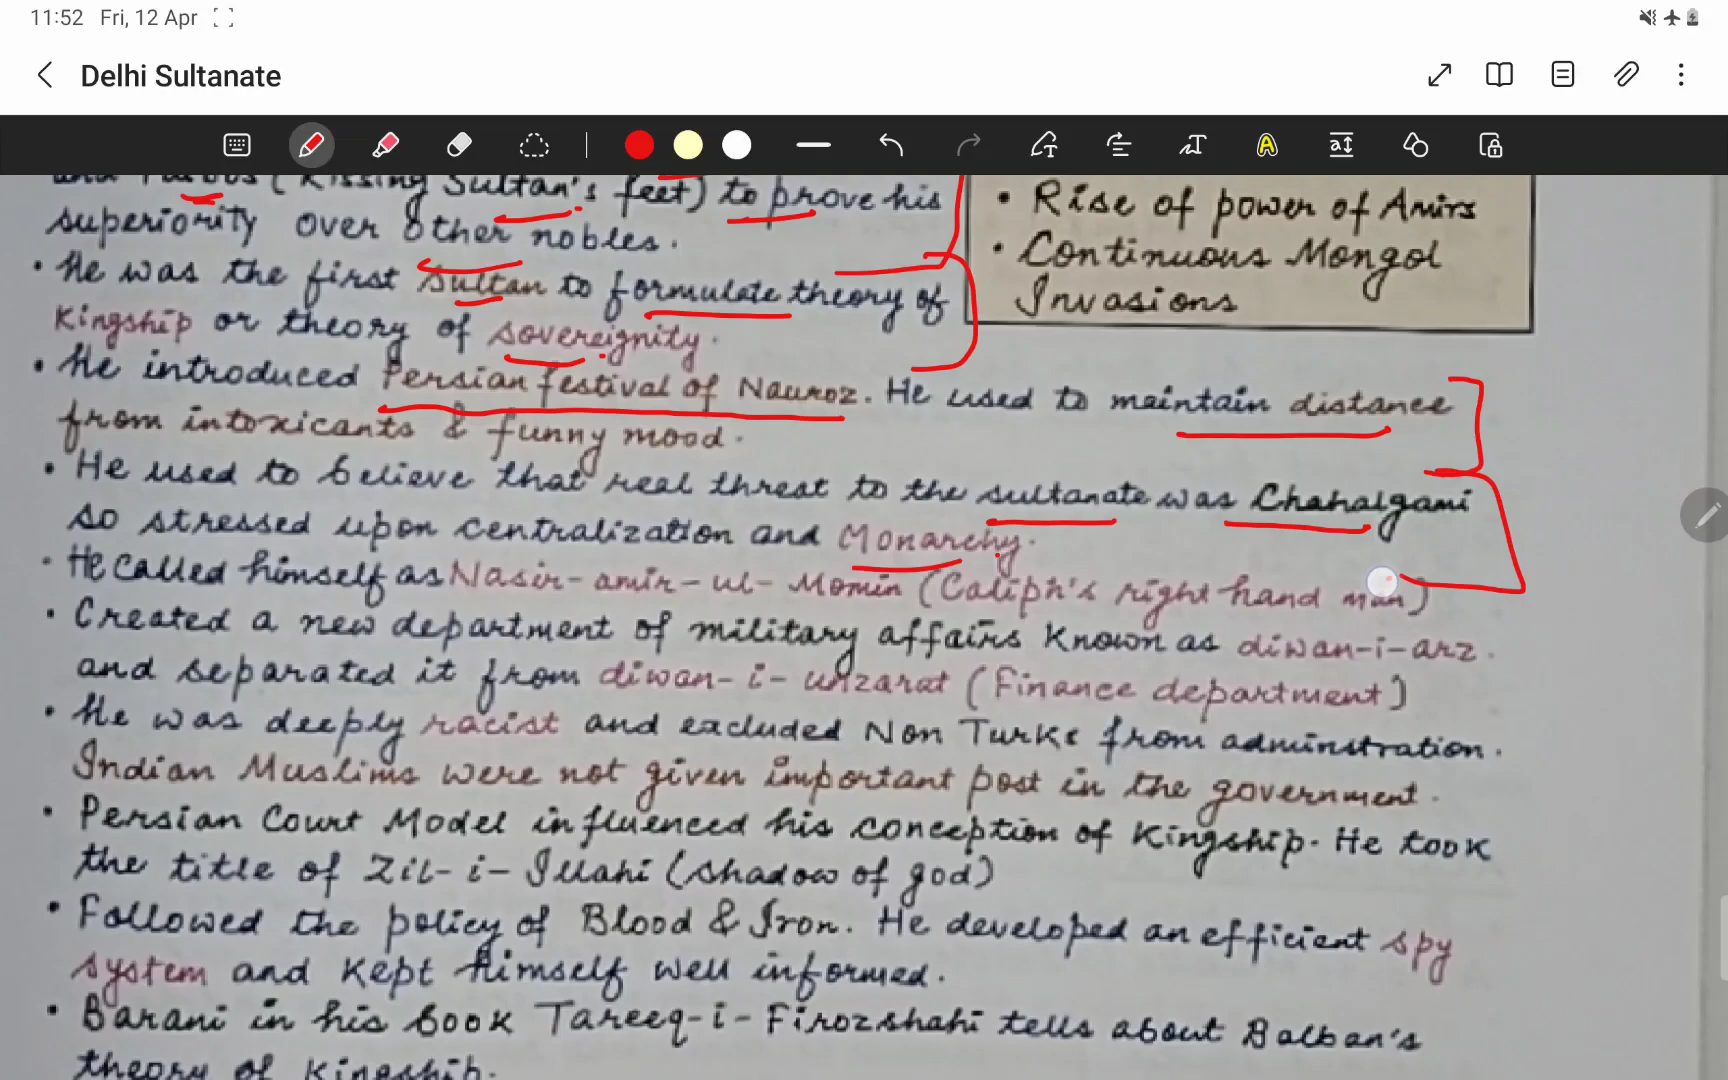 11:52 Fri, 12 Apr
Delhi Sultanate
(Kissing Sultan's feet) to prove his
superiority over other nobles.
• He was the first Sultan to formulate theory of
Kingship or theory of sovereignity.
• He introduced Persian festival of Nauroz. He used to maintain distance
from intoxicants & funny mood.
• He used to believe that real threat to the sultanate was Chahalgami
so stressed upon centralization and Monarchy.
• He called himself as Nasir-amir-ul-Momin (Caliph's right hand man)
• Created a new department of military affairs known as diwan-i-arz.
and separated it from diwan-i-wizarat (Finance department)
• He was deeply racist and excluded Non Turks from adminstration.
Indian Muslims were not given important post in the government.
• Persian Court Model influenced his conception of Kingship. He took
the title of Zil-i-Illahi (shadow of god)
• Followed the policy of Blood & Iron. He developed an efficient spy
system and kept himself well informed.
• Barani in his book Tareeq-i-Firozshahi tells about Balban's
theory of Kingship.
• Rise of power of Amirs
• Continuous Mongol
Invasions